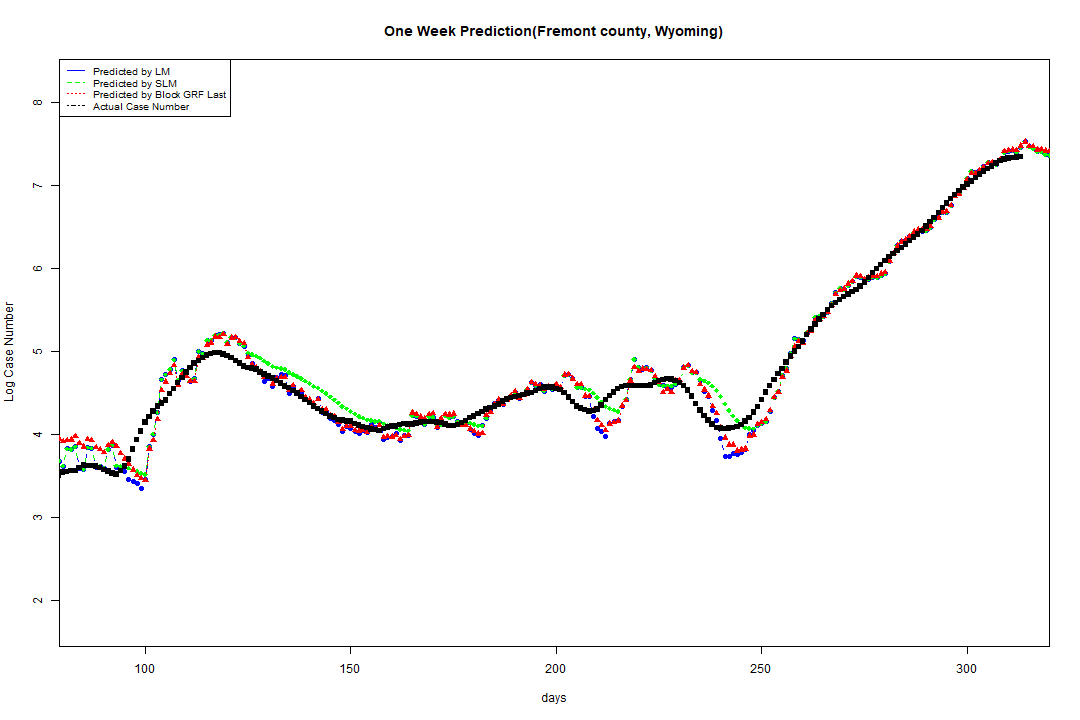 One Week Prediction(Fremont county, Wyoming)
Predicted by LM
Predicted by SLM
Predicted by Block GRF Last
Actual Case Number
8
7
6
5
4
3
2
Log Case Number
100 150 200 250 300
days